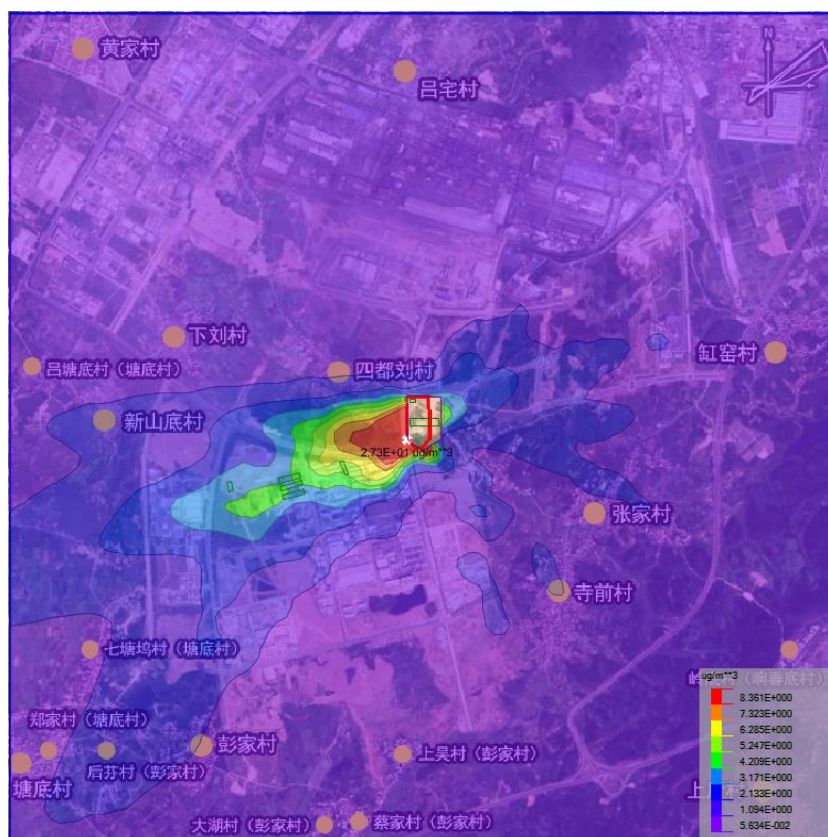 黄家村
吕宅村
N
下刘村
吕塘底村（塘底村）
四都刘村
缸窑村
新山底村
2.73E+01 ug/m**3
张家村
寺前村
七塘坞村（塘底村）
ug/m**3
8.361E+000
7.323E+000
6.285E+000
5.247E+000
4.209E+000
3.171E+000
2.133E+000
1.094E+000
5.634E-002
郑家村（塘底村）
彭家村
后芬村（彭家村）
上吴村（彭家村）
塘底村
大湖村（彭家村）
蔡家村（彭家村）